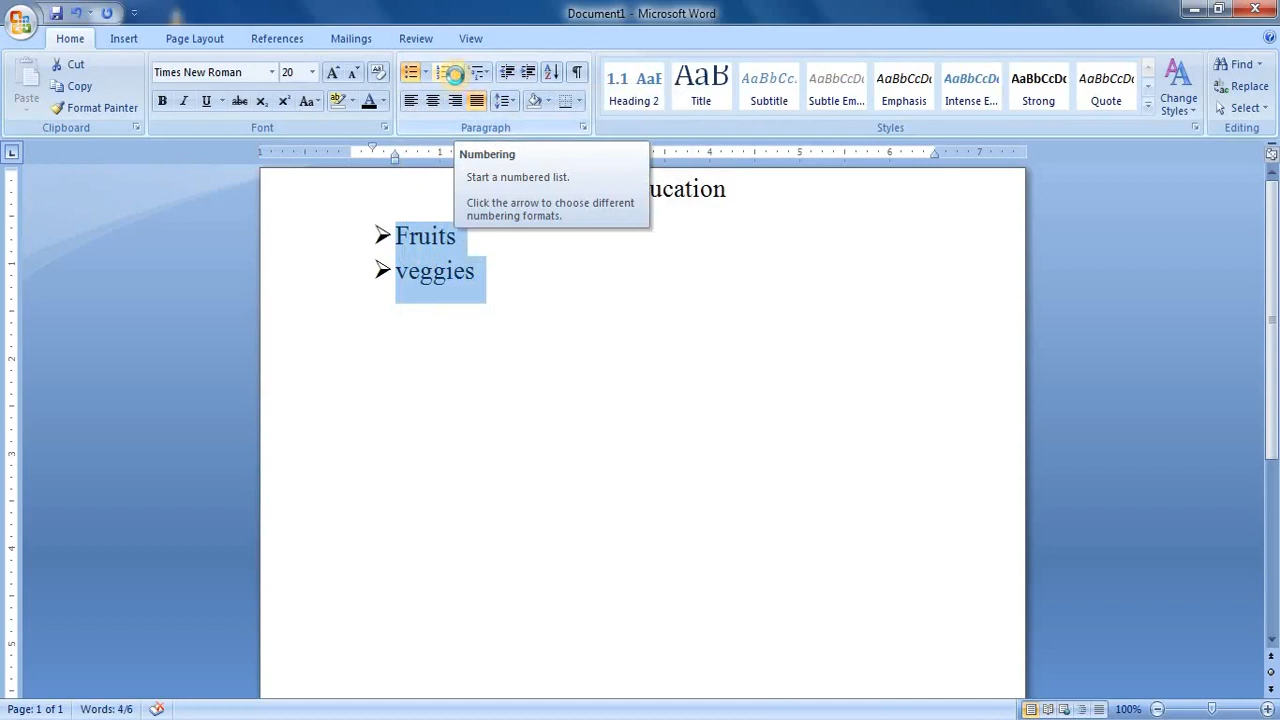 Document1 - Microsoft Word
Home Insert Page Layout References Mailings Review View
Paste
Cut
Copy
Format Painter
Clipboard
Times New Roman 20
Font
Paragraph
1.1 AaB
Heading 2
AaB
Title
AaBbCc.
Subtitle
AaBbCcDc
Subtle Em...
AaBbCcDc
Emphasis
AaBbCcDc
Intense E...
AaBbCcDc
Strong
AaBbCcDc
Quote
Change
Styles
Styles
Find
Replace
Select
Editing
Numbering
Start a numbered list.
Click the arrow to choose different
numbering formats.
ucation
Fruits
veggies
Page: 1 of 1 Words: 4/6 100%